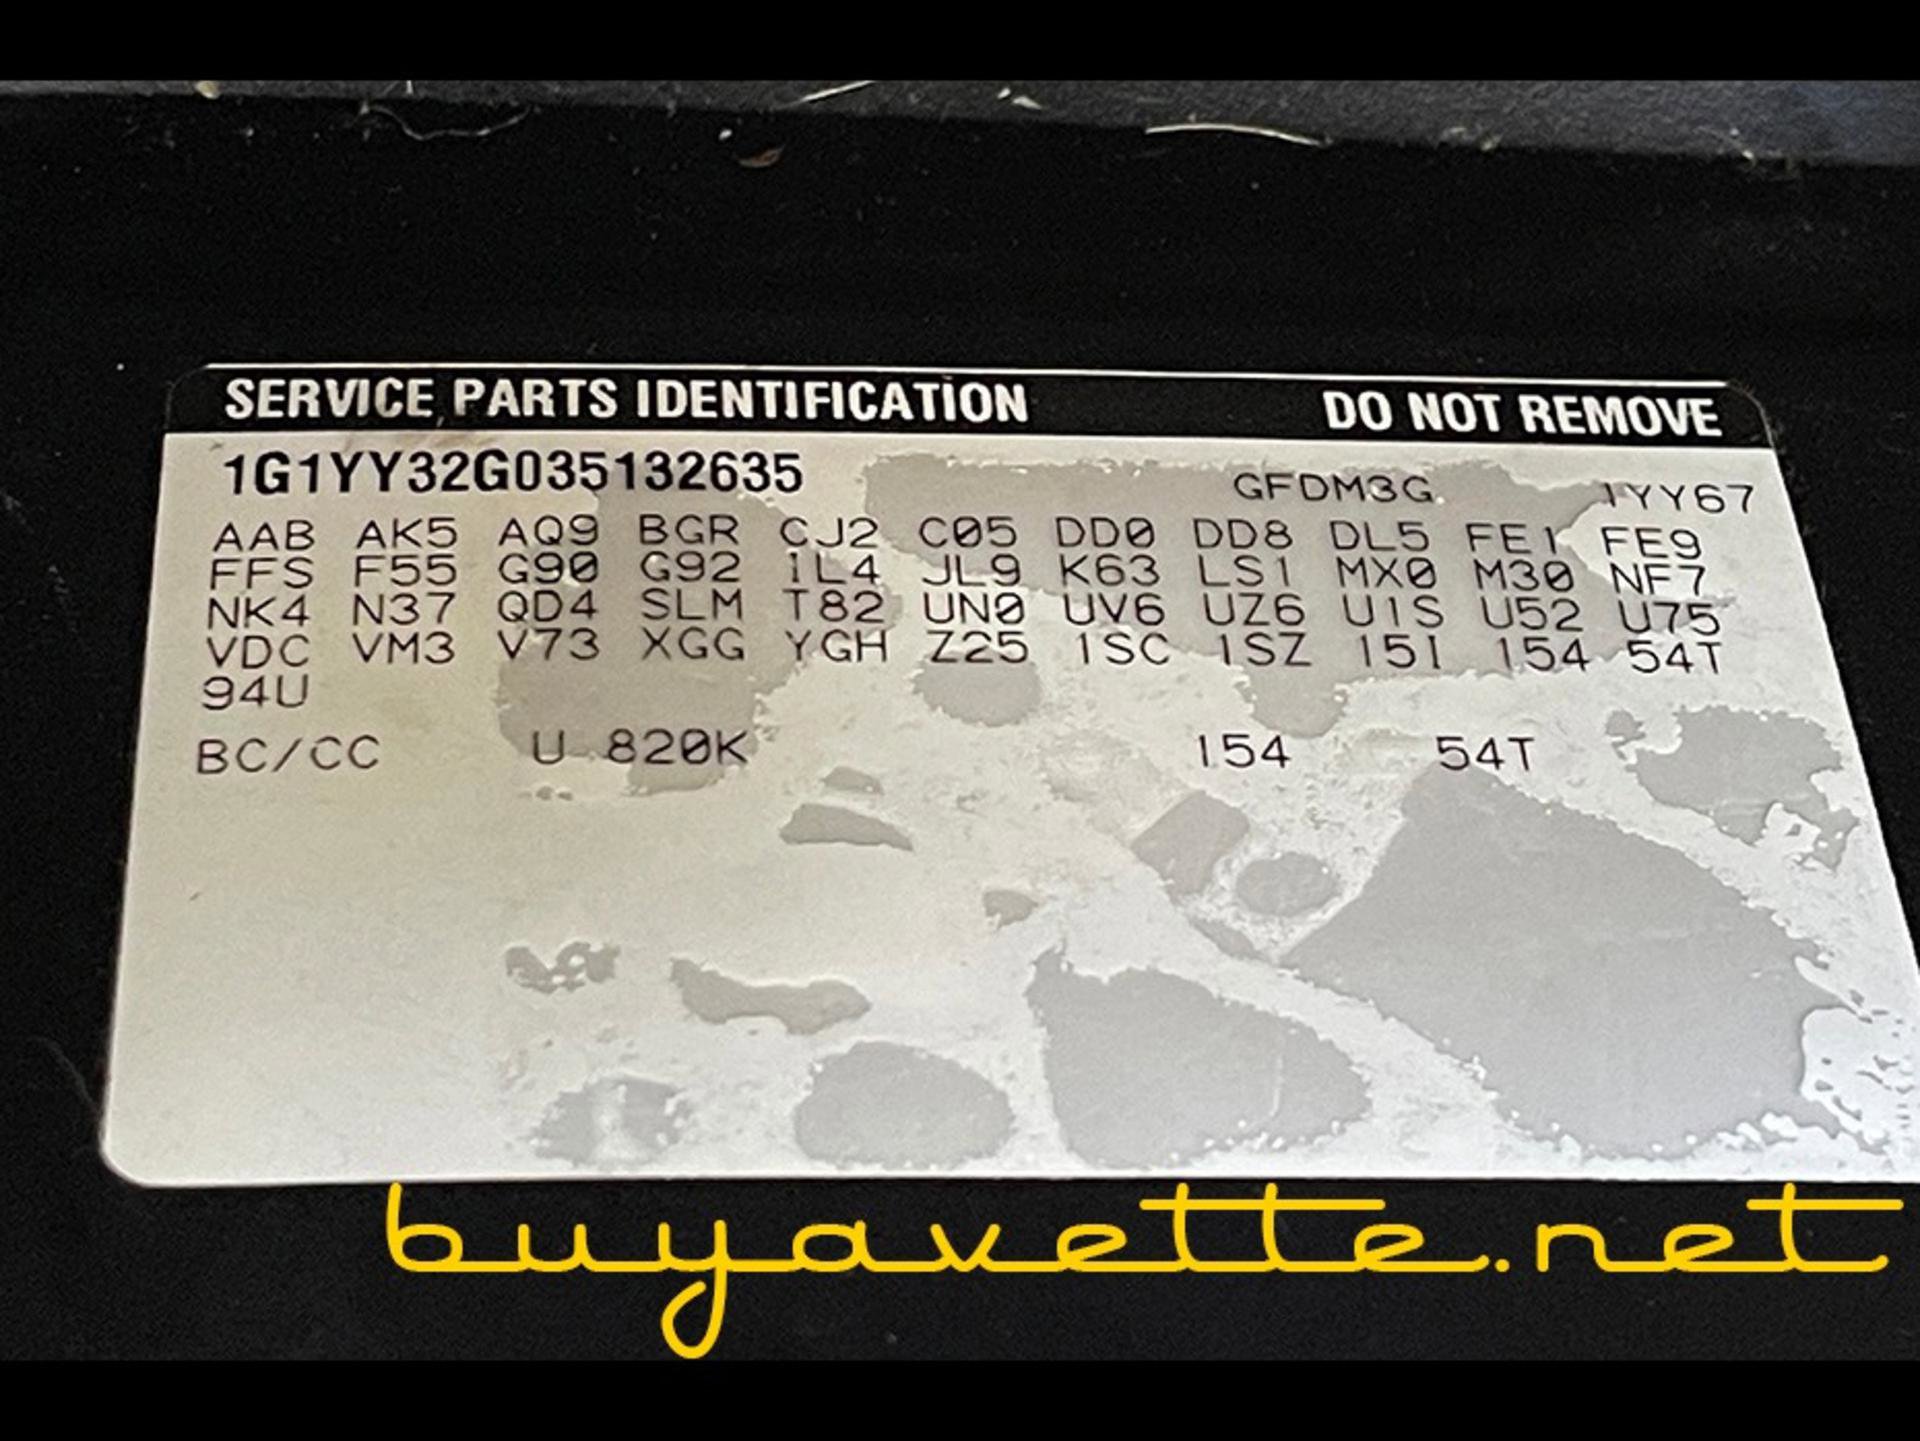 SERVICE PARTS IDENTIFICATION DO NOT REMOVE
1G1YY32G035132635 GFDM3G 1YY67
AAB AK5 AQ9 BGR CJ2 C05 DD0 DD8 DL5 FE1 FE9
FFS F55 G90 G92 1L4 JL9 K63 LS1 MX0 M30 NF7
NK4 N37 QD4 SLM T82 UN0 UV6 UZ6 U1S U52 U75
VDC VM3 V73 XGG YGH Z25 1SC 1SZ 15I 154 54T
94U
BC/CC U 820K 154 54T
buyavette.net